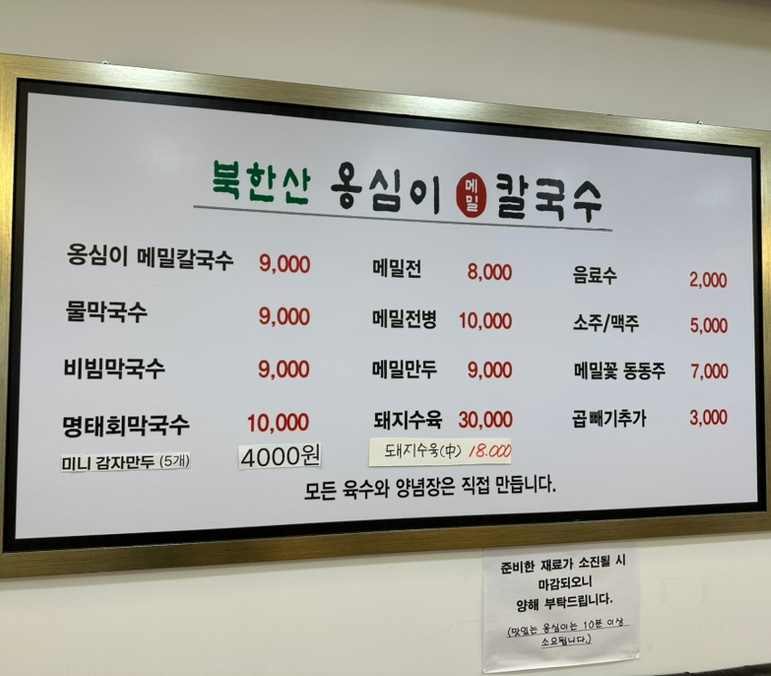 북한산 옹심이 메밀 칼국수
옹심이 메밀칼국수 9,000
물막국수 9,000
비빔막국수 9,000
명태회막국수 10,000
미니 감자만두 (5개) 4000원
메밀전 8,000
메밀전병 10,000
메밀만두 9,000
돼지수육 30,000
돼지수육(中) 18.000
음료수 2,000
소주/맥주 5,000
메밀꽃 동동주 7,000
곱빼기추가 3,000
모든 육수와 양념장은 직접 만듭니다.
준비한 재료가 소진될 시
마감되오니
양해 부탁드립니다.
(맛있는 옹심이는 10분 이상
소요됩니다.)